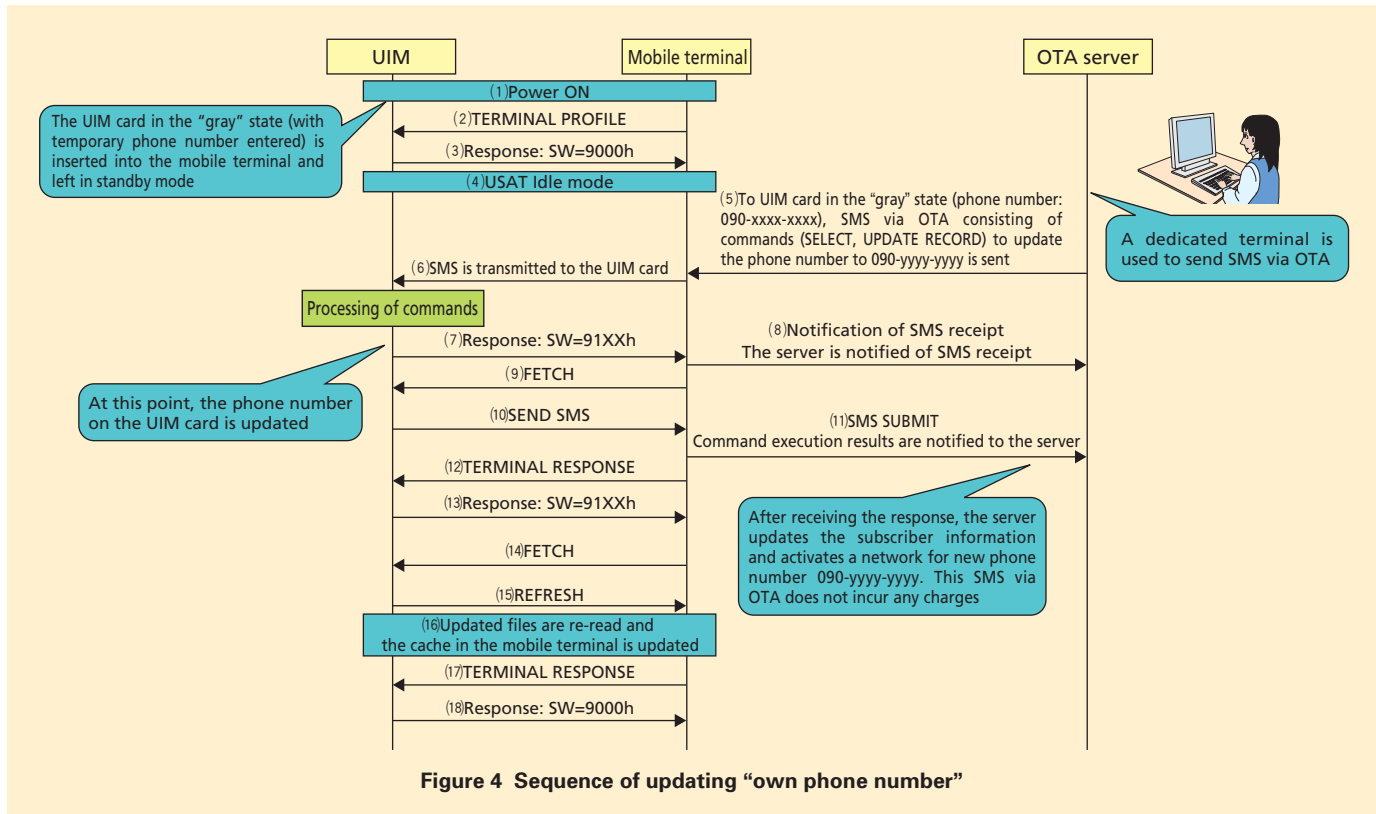 UIM
Mobile terminal
OTA server
(1)Power ON
The UIM card in the “gray” state (with
temporary phone number entered) is
inserted into the mobile terminal and
left in standby mode
(2)TERMINAL PROFILE
(3)Response: SW=9000h
(4)USAT Idle mode
(5)To UIM card in the “gray” state (phone number:
090-xxxx-xxxx), SMS via OTA consisting of
commands (SELECT, UPDATE RECORD) to update
the phone number to 090-yyyy-yyyy is sent
A dedicated terminal is
used to send SMS via OTA
(6)SMS is transmitted to the UIM card
Processing of commands
(7)Response: SW=91XXh
(8)Notification of SMS receipt
The server is notified of SMS receipt
(9)FETCH
At this point, the phone number
on the UIM card is updated
(10)SEND SMS
(11)SMS SUBMIT
Command execution results are notified to the server
(12)TERMINAL RESPONSE
(13)Response: SW=91XXh
After receiving the response, the server
updates the subscriber information
and activates a network for new phone
number 090-yyyy-yyyy. This SMS via
OTA does not incur any charges
(14)FETCH
(15)REFRESH
(16)Updated files are re-read and
the cache in the mobile terminal is updated
(17)TERMINAL RESPONSE
(18)Response: SW=9000h
Figure 4 Sequence of updating “own phone number”